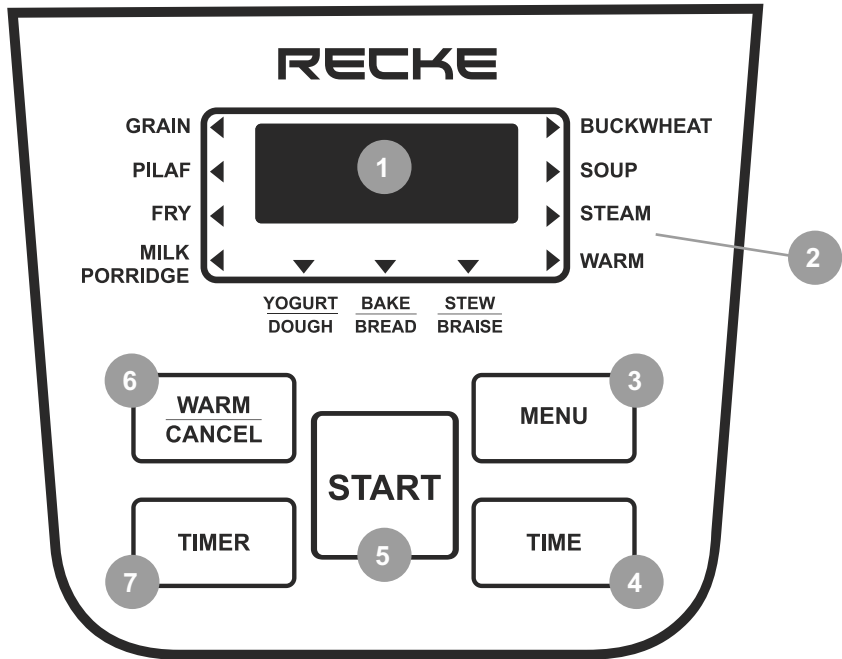 RECKE
GRAIN
PILAF
FRY
MILK
PORRIDGE
1
BUCKWHEAT
SOUP
STEAM
WARM
2
YOGURT
DOUGH
BAKE
BREAD
STEW
BRAISE
6
WARM
CANCEL
3
MENU
START
5
TIMER
7
TIME
4